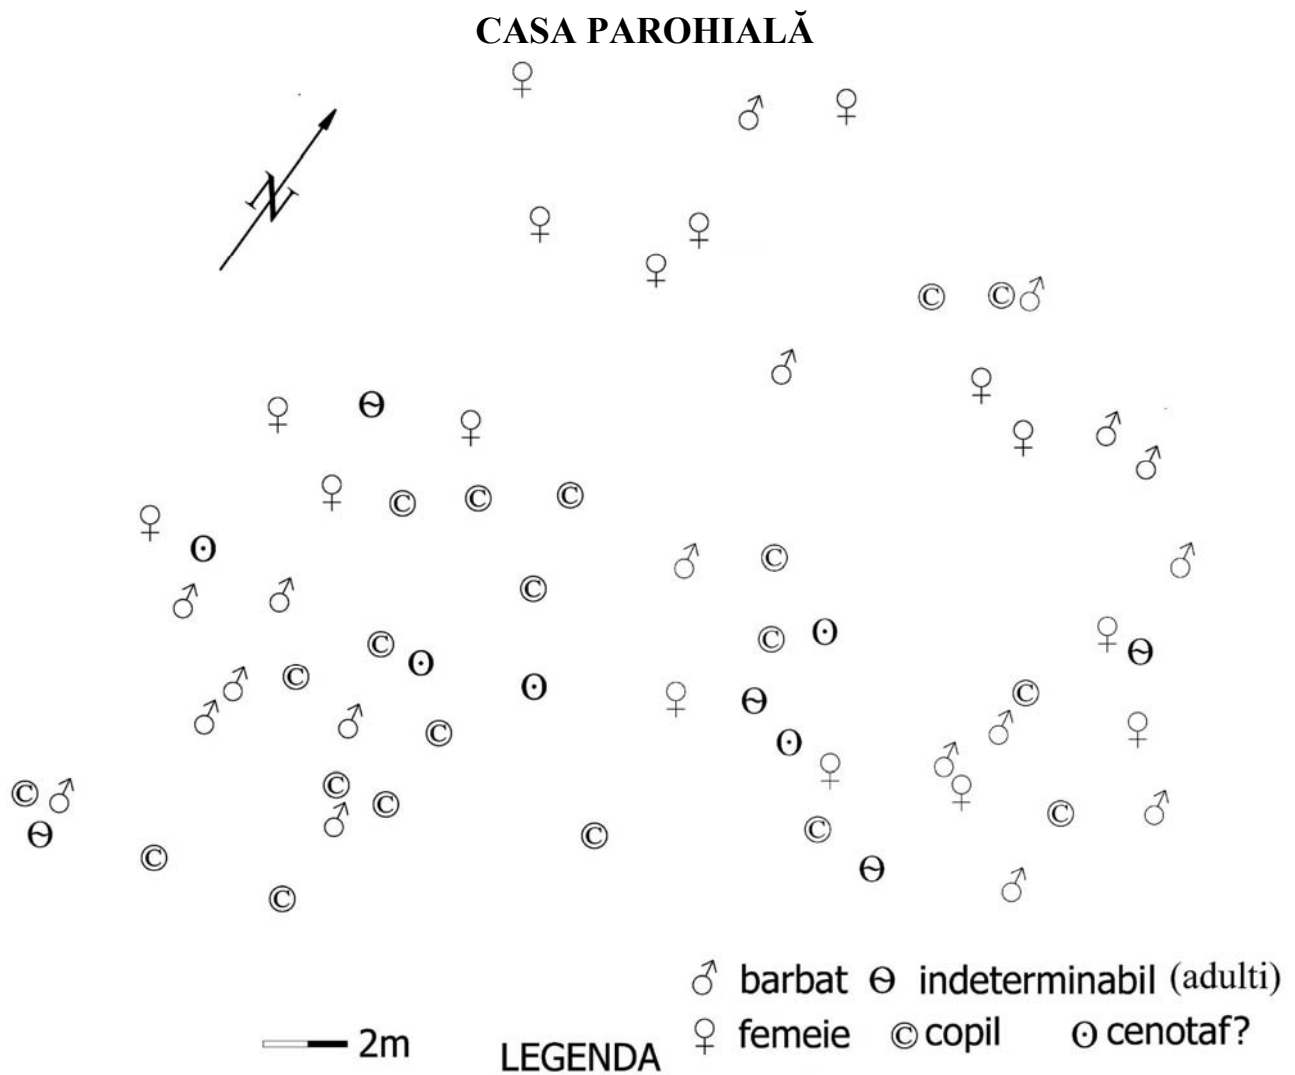 CASA PAROHIALĂ
N
barbat indeterminabil (adulti)
femeie © copil cenotaf?
2m
LEGENDA